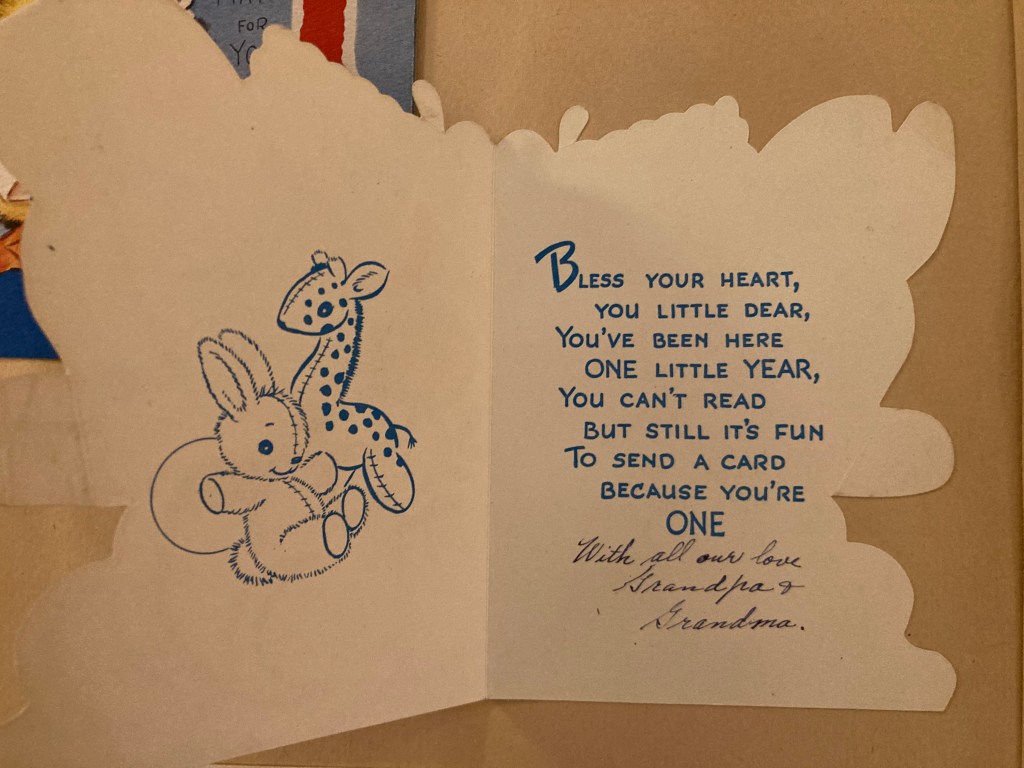 FOR
BLESS YOUR HEART,
YOU LITTLE DEAR,
YOU'VE BEEN HERE
ONE LITTLE YEAR,
YOU CAN'T READ
BUT STILL IT'S FUN
TO SEND A CARD
BECAUSE YOU'RE
ONE
With all our love
Grandpa &
Grandma.